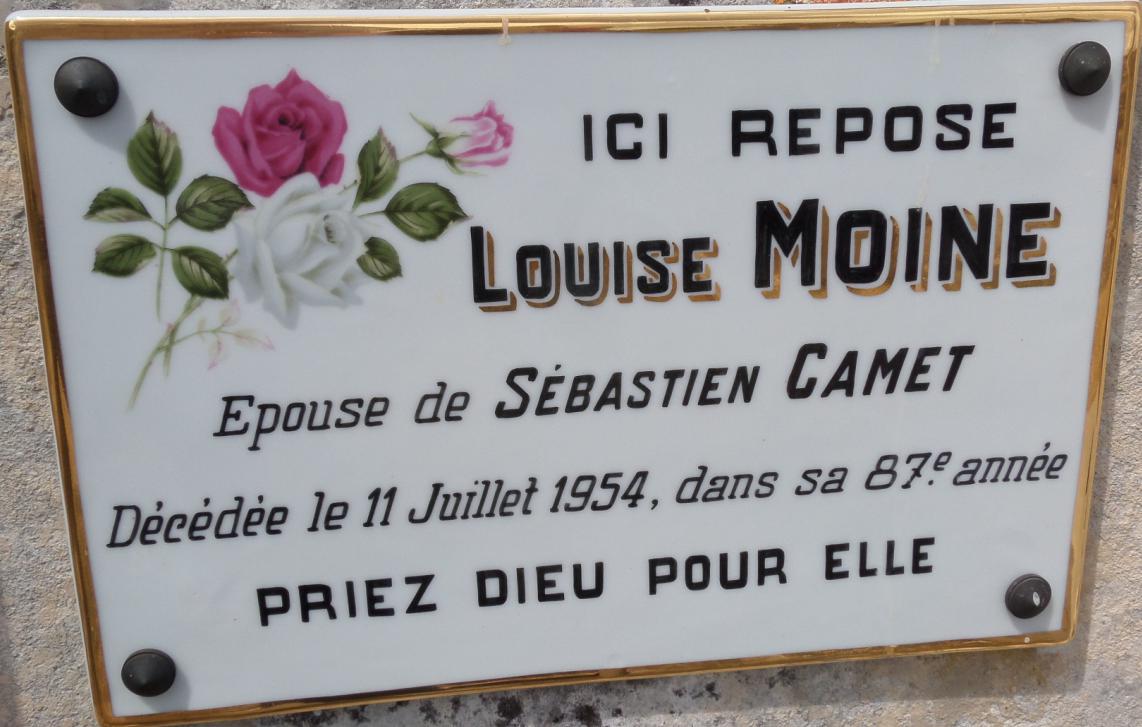 ICI REPOSE
LOUISE MOINE
Epouse de SÉBASTIEN CAMET
Décédée le 11 Juillet 1954, dans sa 87.e année
PRIEZ DIEU POUR ELLE